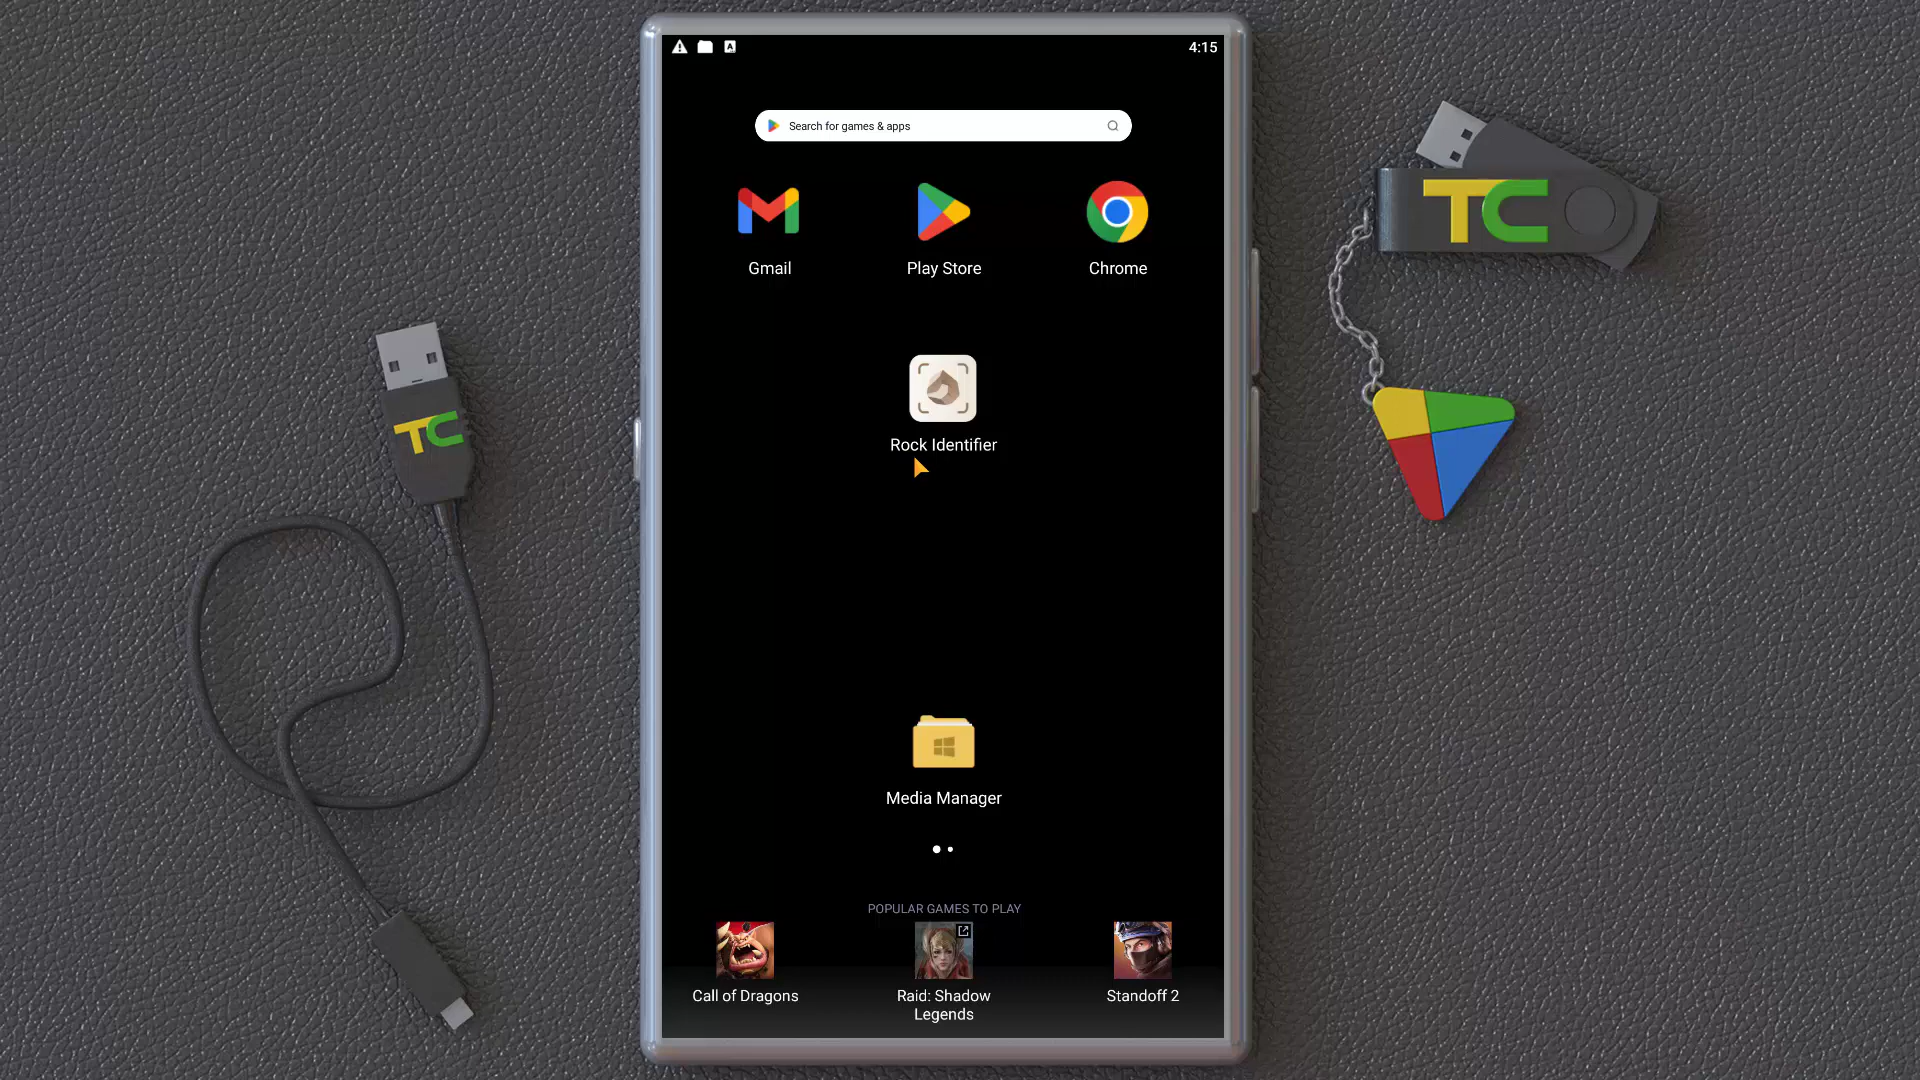 4:15
Search for games & apps
Gmail
Play Store
Chrome
Rock Identifier
Media Manager
POPULAR GAMES TO PLAY
Call of Dragons
Raid: Shadow
Legends
Standoff 2
TC
TC